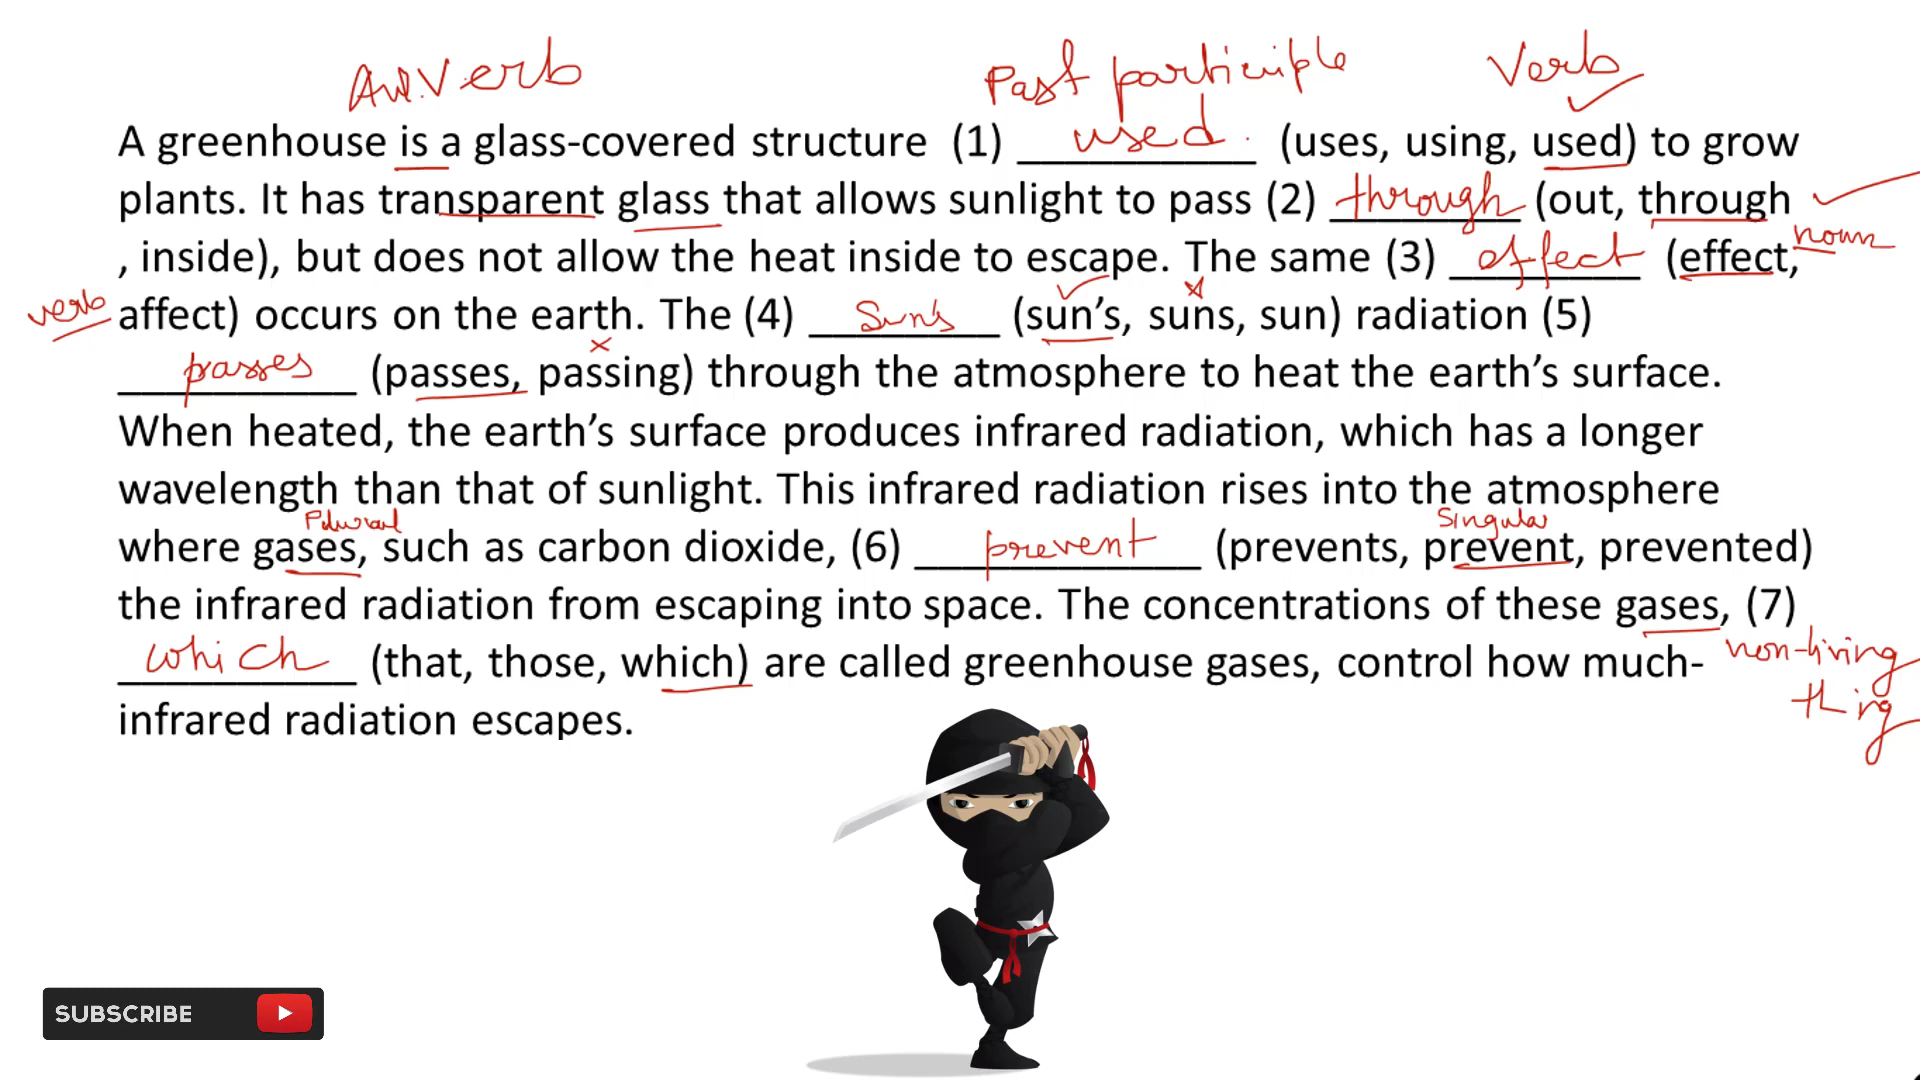 Au.Verb Past participle Verb
A greenhouse is a glass-covered structure (1) used (uses, using, used) to grow
plants. It has transparent glass that allows sunlight to pass (2) through (out, through
, inside), but does not allow the heat inside to escape. The same (3) effect (effect, noun
verb affect) occurs on the earth. The (4) Sun's (sun’s, suns, sun) radiation (5)
passes (passes, passing) through the atmosphere to heat the earth’s surface.
When heated, the earth’s surface produces infrared radiation, which has a longer
wavelength than that of sunlight. This infrared radiation rises into the atmosphere
Plural Singular
where gases, such as carbon dioxide, (6) prevent (prevents, prevent, prevented)
the infrared radiation from escaping into space. The concentrations of these gases, (7)
which (that, those, which) are called greenhouse gases, control how much- non-living
thing
infrared radiation escapes.
SUBSCRIBE